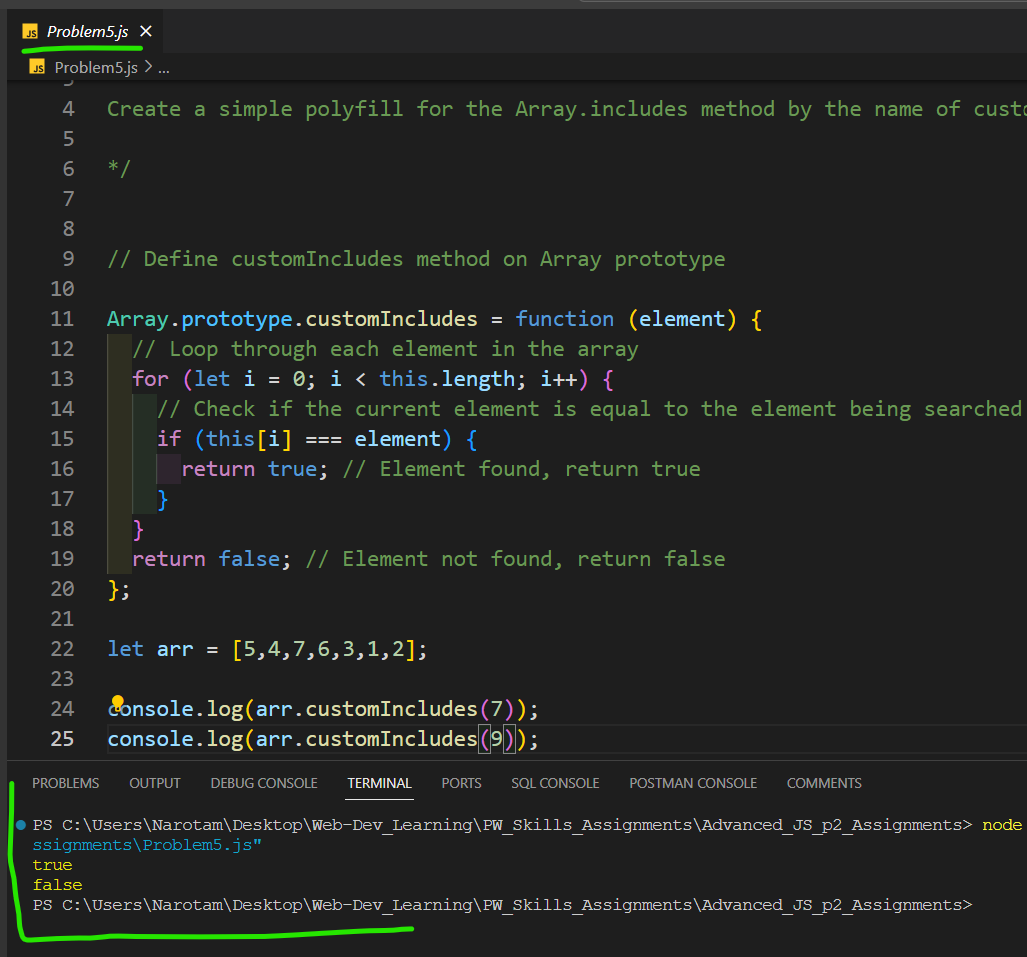 Problem5.js
Problem5.js > ...
4 Create a simple polyfill for the Array.includes method by the name of
5
6 */
7
8
9 // Define customIncludes method on Array prototype
10
11 Array.prototype.customIncludes = function (element) {
12 // Loop through each element in the array
13 for (let i = 0; i < this.length; i++) {
14 // Check if the current element is equal to the element being searched
15 if (this[i] === element) {
16 return true; // Element found, return true
17 }
18 }
19 return false; // Element not found, return false
20 };
21
22 let arr = [5,4,7,6,3,1,2];
23
24 console.log(arr.customIncludes(7));
25 console.log(arr.customIncludes(9));
PROBLEMS OUTPUT DEBUG CONSOLE TERMINAL PORTS SQL CONSOLE POSTMAN CONSOLE COMMENTS
PS C:\Users\Narotam\Desktop\Web-Dev_Learning\PW_Skills_Assignments\Advanced_JS_p2_Assignments> node
ssignments\Problem5.js"
true
false
PS C:\Users\Narotam\Desktop\Web-Dev_Learning\PW_Skills_Assignments\Advanced_JS_p2_Assignments>